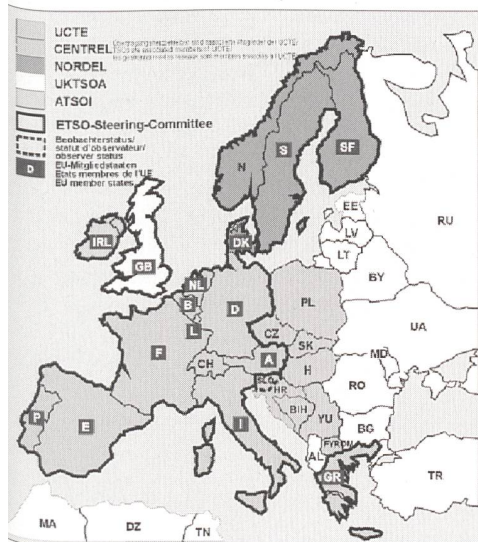 UCTE
CENTREL
NORDEL
UKTSOA
ATSOI
ETSO-Steering-Committee
Beobachterstatus/
statut d'observateur/
observer status
D
EU-Mitgliedstaaten
Etats membres de l'UE
EU member states
N
S
SF
EE
RU
LV
LT
IRL
DK
GB
BY
NL
PL
B
D
L
CZ
UA
SK
F
CH
A
H
MD
SLO
HR
RO
BIH
YU
I
BG
P
E
FYROM
AL
GR
TR
MA
DZ
TN